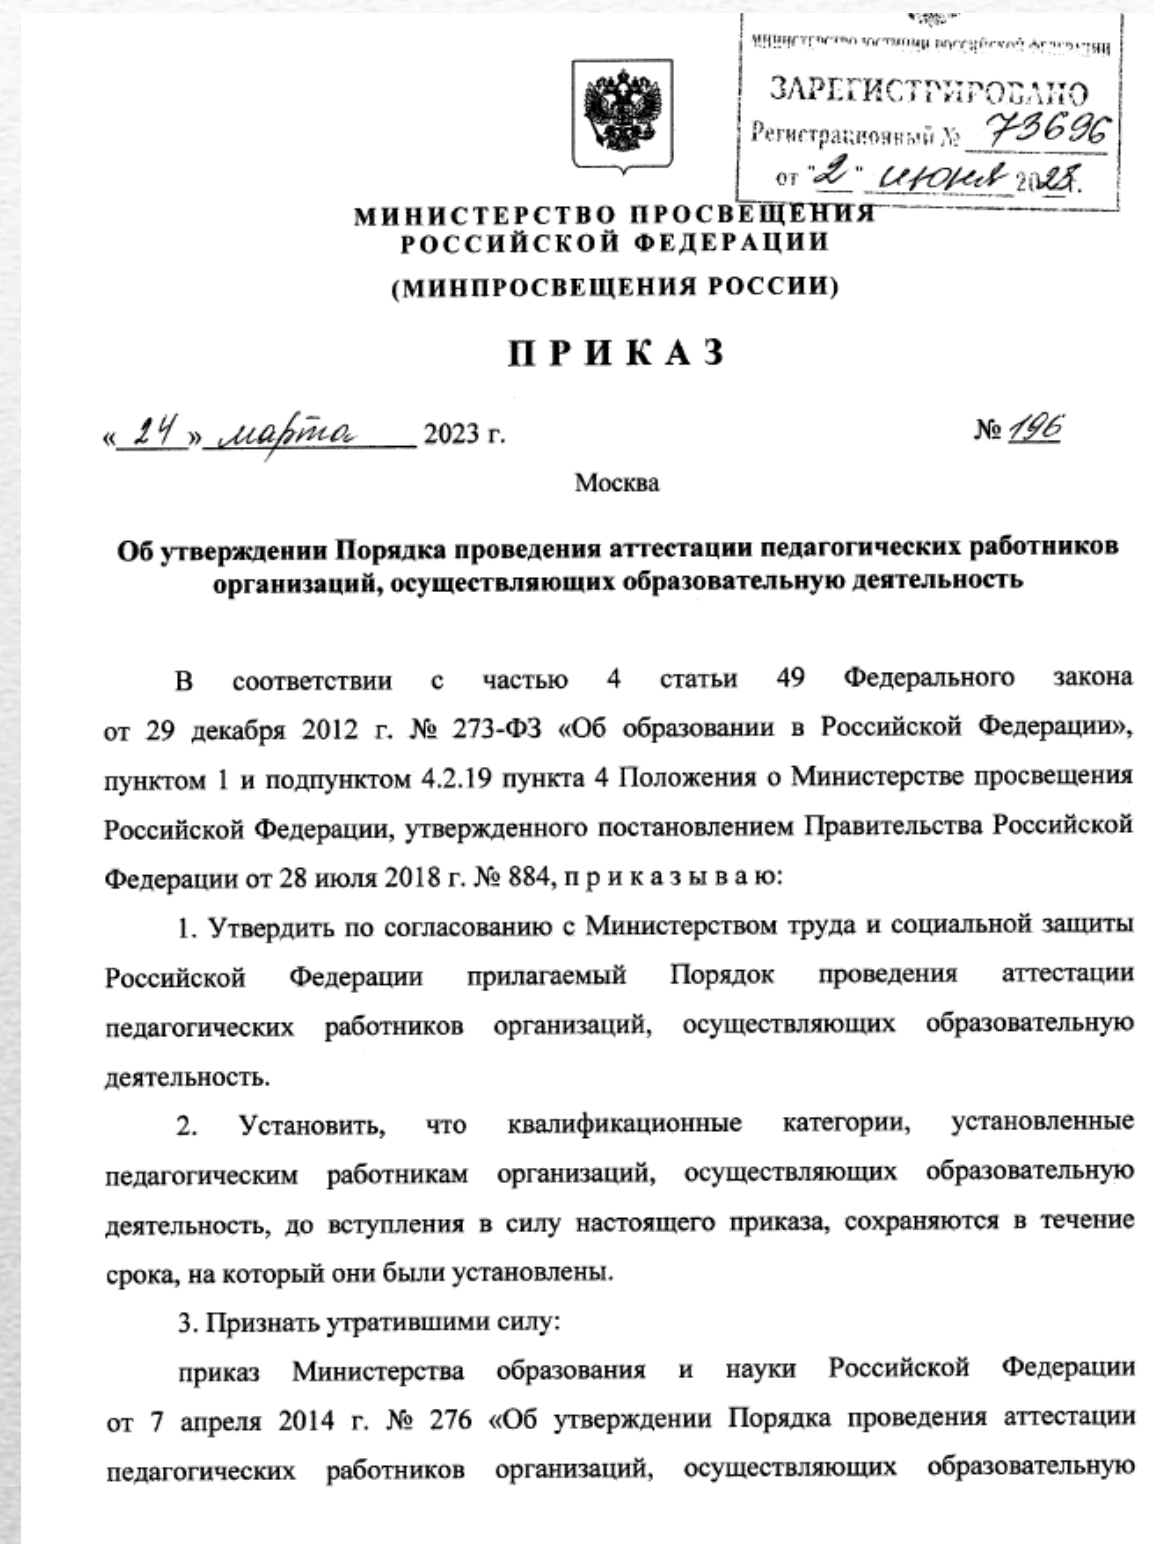 МИНИСТЕРСТВО ЮСТИЦИИ РОССИЙСКОЙ ФЕДЕРАЦИИ
ЗАРЕГИСТРИРОВАНО
Регистрационный № 73696
от "2" июня 2023г.
МИНИСТЕРСТВО ПРОСВЕЩЕНИЯ
РОССИЙСКОЙ ФЕДЕРАЦИИ
(МИНПРОСВЕЩЕНИЯ РОССИИ)
ПРИКАЗ
«24» марта 2023 г. № 196
Москва
Об утверждении Порядка проведения аттестации педагогических работников
организаций, осуществляющих образовательную деятельность
В соответствии с частью 4 статьи 49 Федерального закона
от 29 декабря 2012 г. № 273-ФЗ «Об образовании в Российской Федерации»,
пунктом 1 и подпунктом 4.2.19 пункта 4 Положения о Министерстве просвещения
Российской Федерации, утвержденного постановлением Правительства Российской
Федерации от 28 июля 2018 г. № 884, п р и к а з ы в а ю:
1. Утвердить по согласованию с Министерством труда и социальной защиты
Российской Федерации прилагаемый Порядок проведения аттестации
педагогических работников организаций, осуществляющих образовательную
деятельность.
2. Установить, что квалификационные категории, установленные
педагогическим работникам организаций, осуществляющих образовательную
деятельность, до вступления в силу настоящего приказа, сохраняются в течение
срока, на который они были установлены.
3. Признать утратившими силу:
приказ Министерства образования и науки Российской Федерации
от 7 апреля 2014 г. № 276 «Об утверждении Порядка проведения аттестации
педагогических работников организаций, осуществляющих образовательную